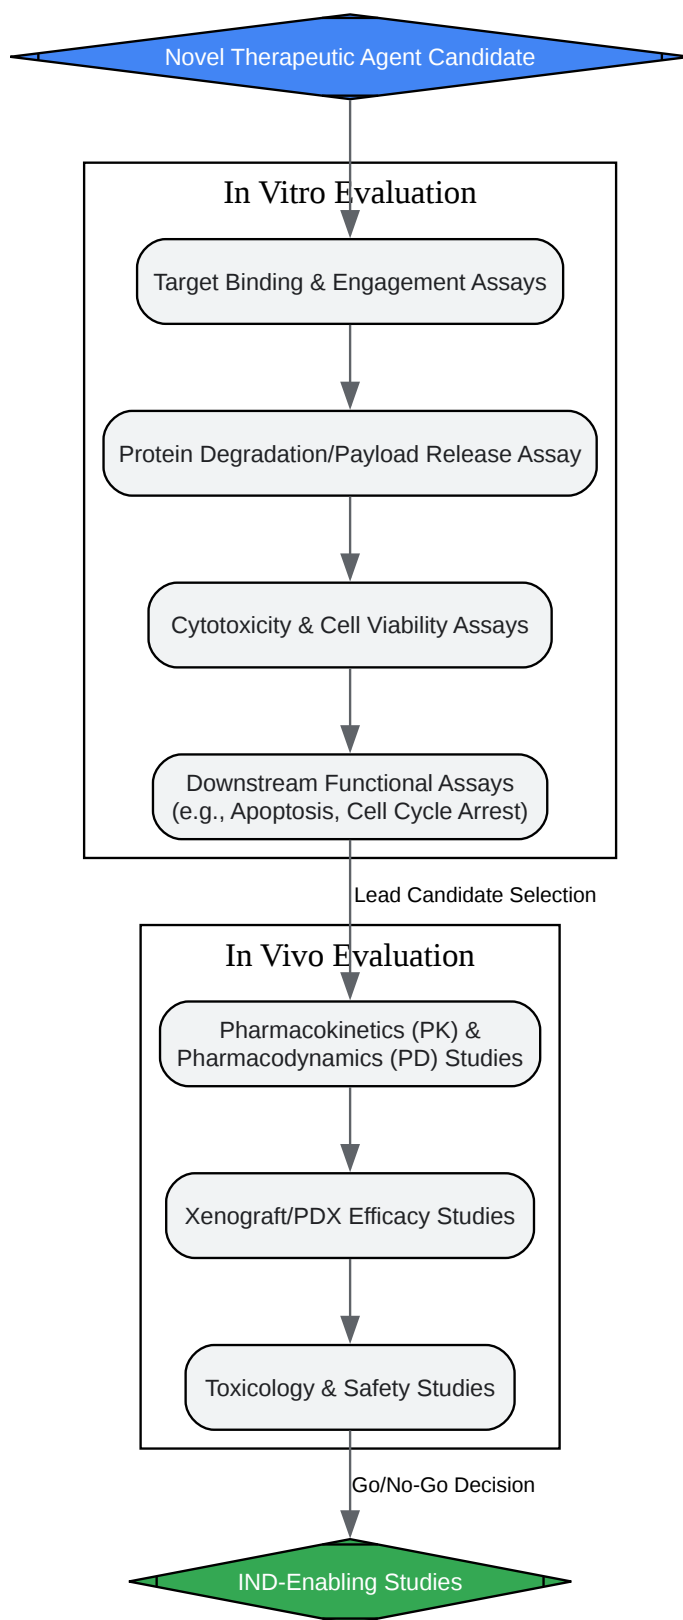 Novel Therapeutic Agent Candidate
In Vitro Evaluation
Target Binding & Engagement Assays
Protein Degradation/Payload Release Assay
Cytotoxicity & Cell Viability Assays
Downstream Functional Assays
(e.g., Apoptosis, Cell Cycle Arrest)
Lead Candidate Selection
In Vivo Evaluation
Pharmacokinetics (PK) &
Pharmacodynamics (PD) Studies
Xenograft/PDX Efficacy Studies
Toxicology & Safety Studies
Go/No-Go Decision
IND-Enabling Studies